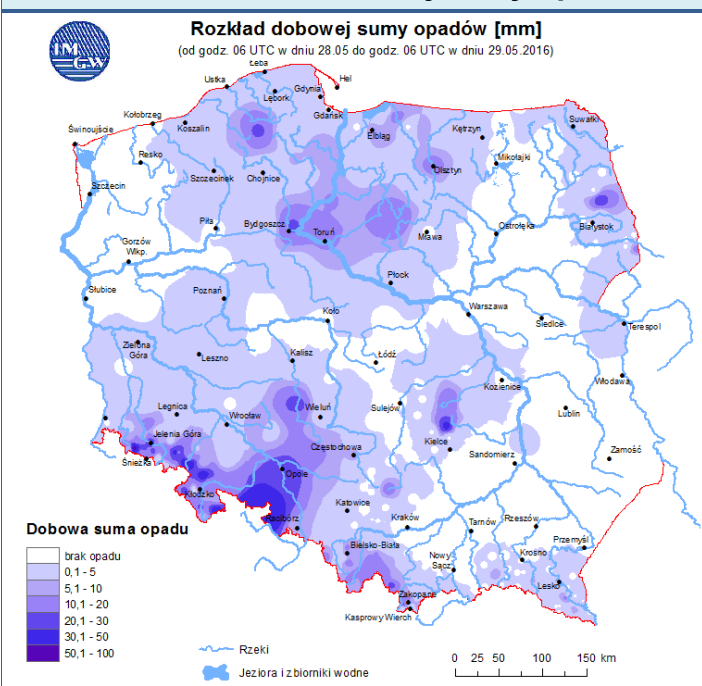 Rozkład dobowej sumy opadów [mm]
(od godz. 06 UTC w dniu 28.05 do godz. 06 UTC w dniu 29.05.2016)
IM
GW
Łeba
Ustka
Hel
Lębork
Gdynia
Gdańsk
Kołobrzeg
Koszalin
Świnoujście
Elbląg
Kętrzyn
Suwałki
Resko
Mikołajki
Olsztyn
Szczecinek
Chojnice
Szczecin
Piła
Bydgoszcz
Toruń
Mława
Ostrołęka
Białystok
Gorzów
Wlkp.
Płock
Słubice
Poznań
Koło
Warszawa
Siedlce
Terespol
Zielona
Góra
Leszno
Kalisz
Łódź
Kozienice
Włodawa
Legnica
Wrocław
Wieluń
Sulejów
Lublin
Jelenia Góra
Częstochowa
Kielce
Sandomierz
Zamość
Śnieżka
Opole
Kłodzko
Katowice
Racibórz
Kraków
Tarnów
Rzeszów
Przemyśl
Bielsko-Biała
Nowy
Sącz
Krosno
Lesko
Zakopane
Kasprowy Wierch
Dobowa suma opadu
brak opadu
0,1 - 5
5,1 - 10
10,1 - 20
20,1 - 30
30,1 - 50
50,1 - 100
Rzeki
Jeziora i zbiorniki wodne
0 25 50 100 150 km